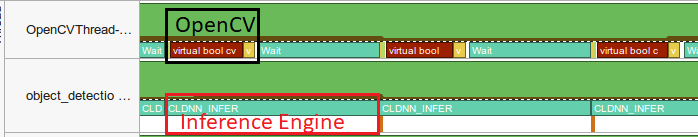 OpenCV
OpenCVThread-...
Wait virtual bool cv v Wait virtual bool v Wait virtual bool c v Wait
object_detectio ...
CLD CLDNN_INFER CLDNN_INFER CLDNN_INFER
Inference Engine